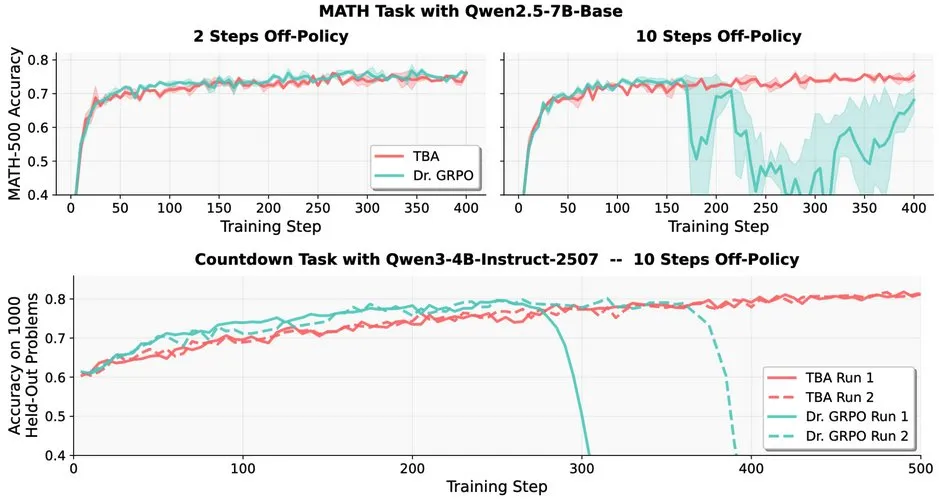 MATH Task with Qwen2.5-7B-Base
2 Steps Off-Policy
10 Steps Off-Policy
MATH-500 Accuracy
0.8
0.7
0.6
0.5
0.4
TBA
Dr. GRPO
0 50 100 150 200 250 300 350 400
Training Step
0 50 100 150 200 250 300 350 400
Training Step
Countdown Task with Qwen3-4B-Instruct-2507 -- 10 Steps Off-Policy
Accuracy on 1000
Held-Out Problems
0.8
0.7
0.6
0.5
0.4
TBA Run 1
TBA Run 2
Dr. GRPO Run 1
Dr. GRPO Run 2
0 100 200 300 400 500
Training Step